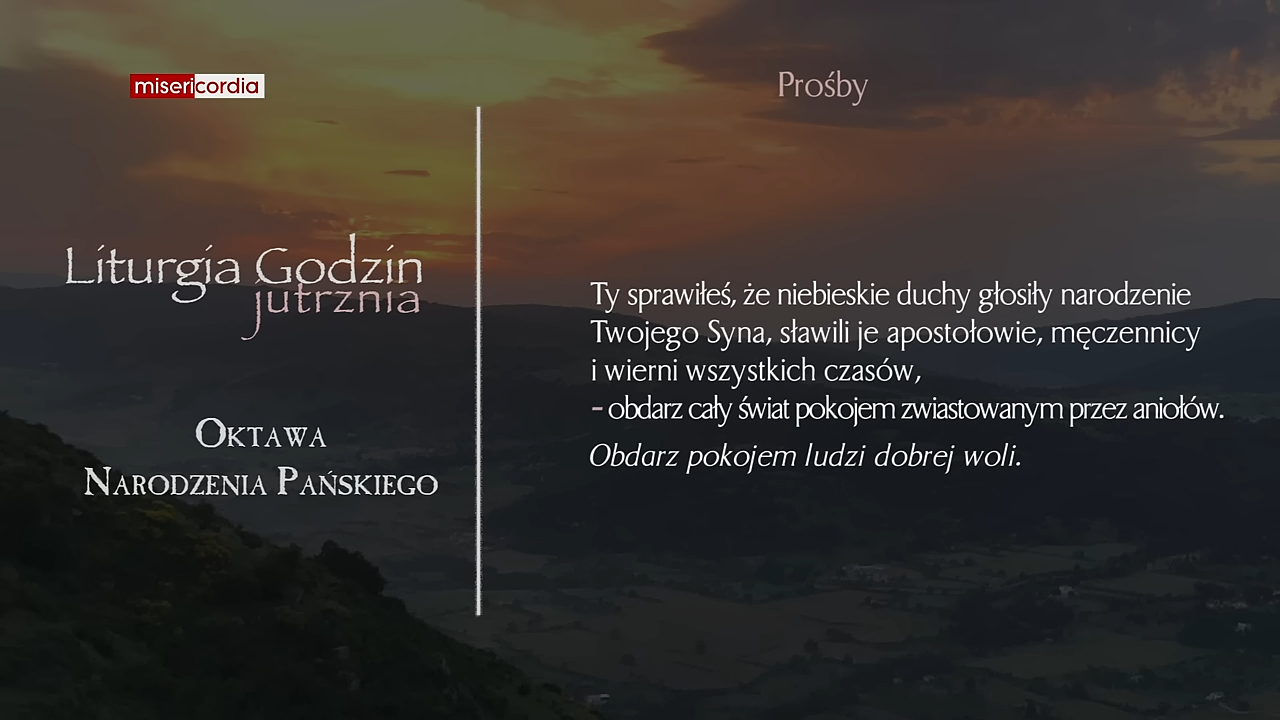 misericordia
Liturgia Godzin
jutrznia
Oktawa
Narodzenia Pańskiego
Prośby
Ty sprawiłeś, że niebieskie duchy głosiły narodzenie
Twojego Syna, sławili je apostołowie, męczennicy
i wierni wszystkich czasów,
- obdarz cały świat pokojem zwiastowanym przez aniołów.
Obdarz pokojem ludzi dobrej woli.